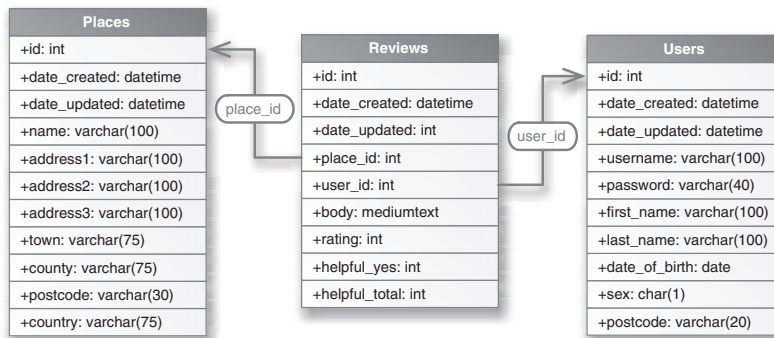 Places
+id: int
+date_created: datetime
+date_updated: datetime
+name: varchar(100)
+address1: varchar(100)
+address2: varchar(100)
+address3: varchar(100)
+town: varchar(75)
+county: varchar(75)
+postcode: varchar(30)
+country: varchar(75)
place_id
Reviews
+id: int
+date_created: datetime
+date_updated: int
+place_id: int
+user_id: int
+body: mediumtext
+rating: int
+helpful_yes: int
+helpful_total: int
user_id
Users
+id: int
+date_created: datetime
+date_updated: datetime
+username: varchar(100)
+password: varchar(40)
+first_name: varchar(100)
+last_name: varchar(100)
+date_of_birth: date
+sex: char(1)
+postcode: varchar(20)